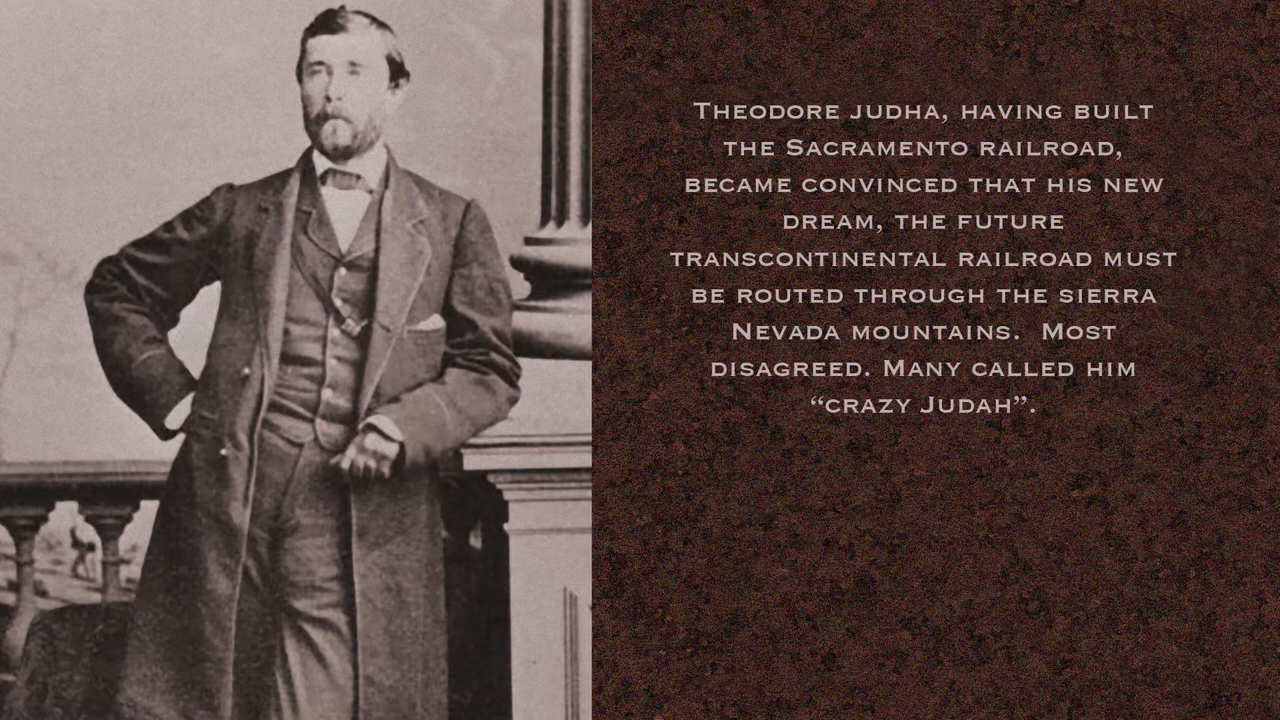 Theodore Judha, having built
the Sacramento railroad,
became convinced that his new
dream, the future
transcontinental railroad must
be routed through the Sierra
Nevada mountains.  Most
disagreed. Many called him
“crazy Judah”.